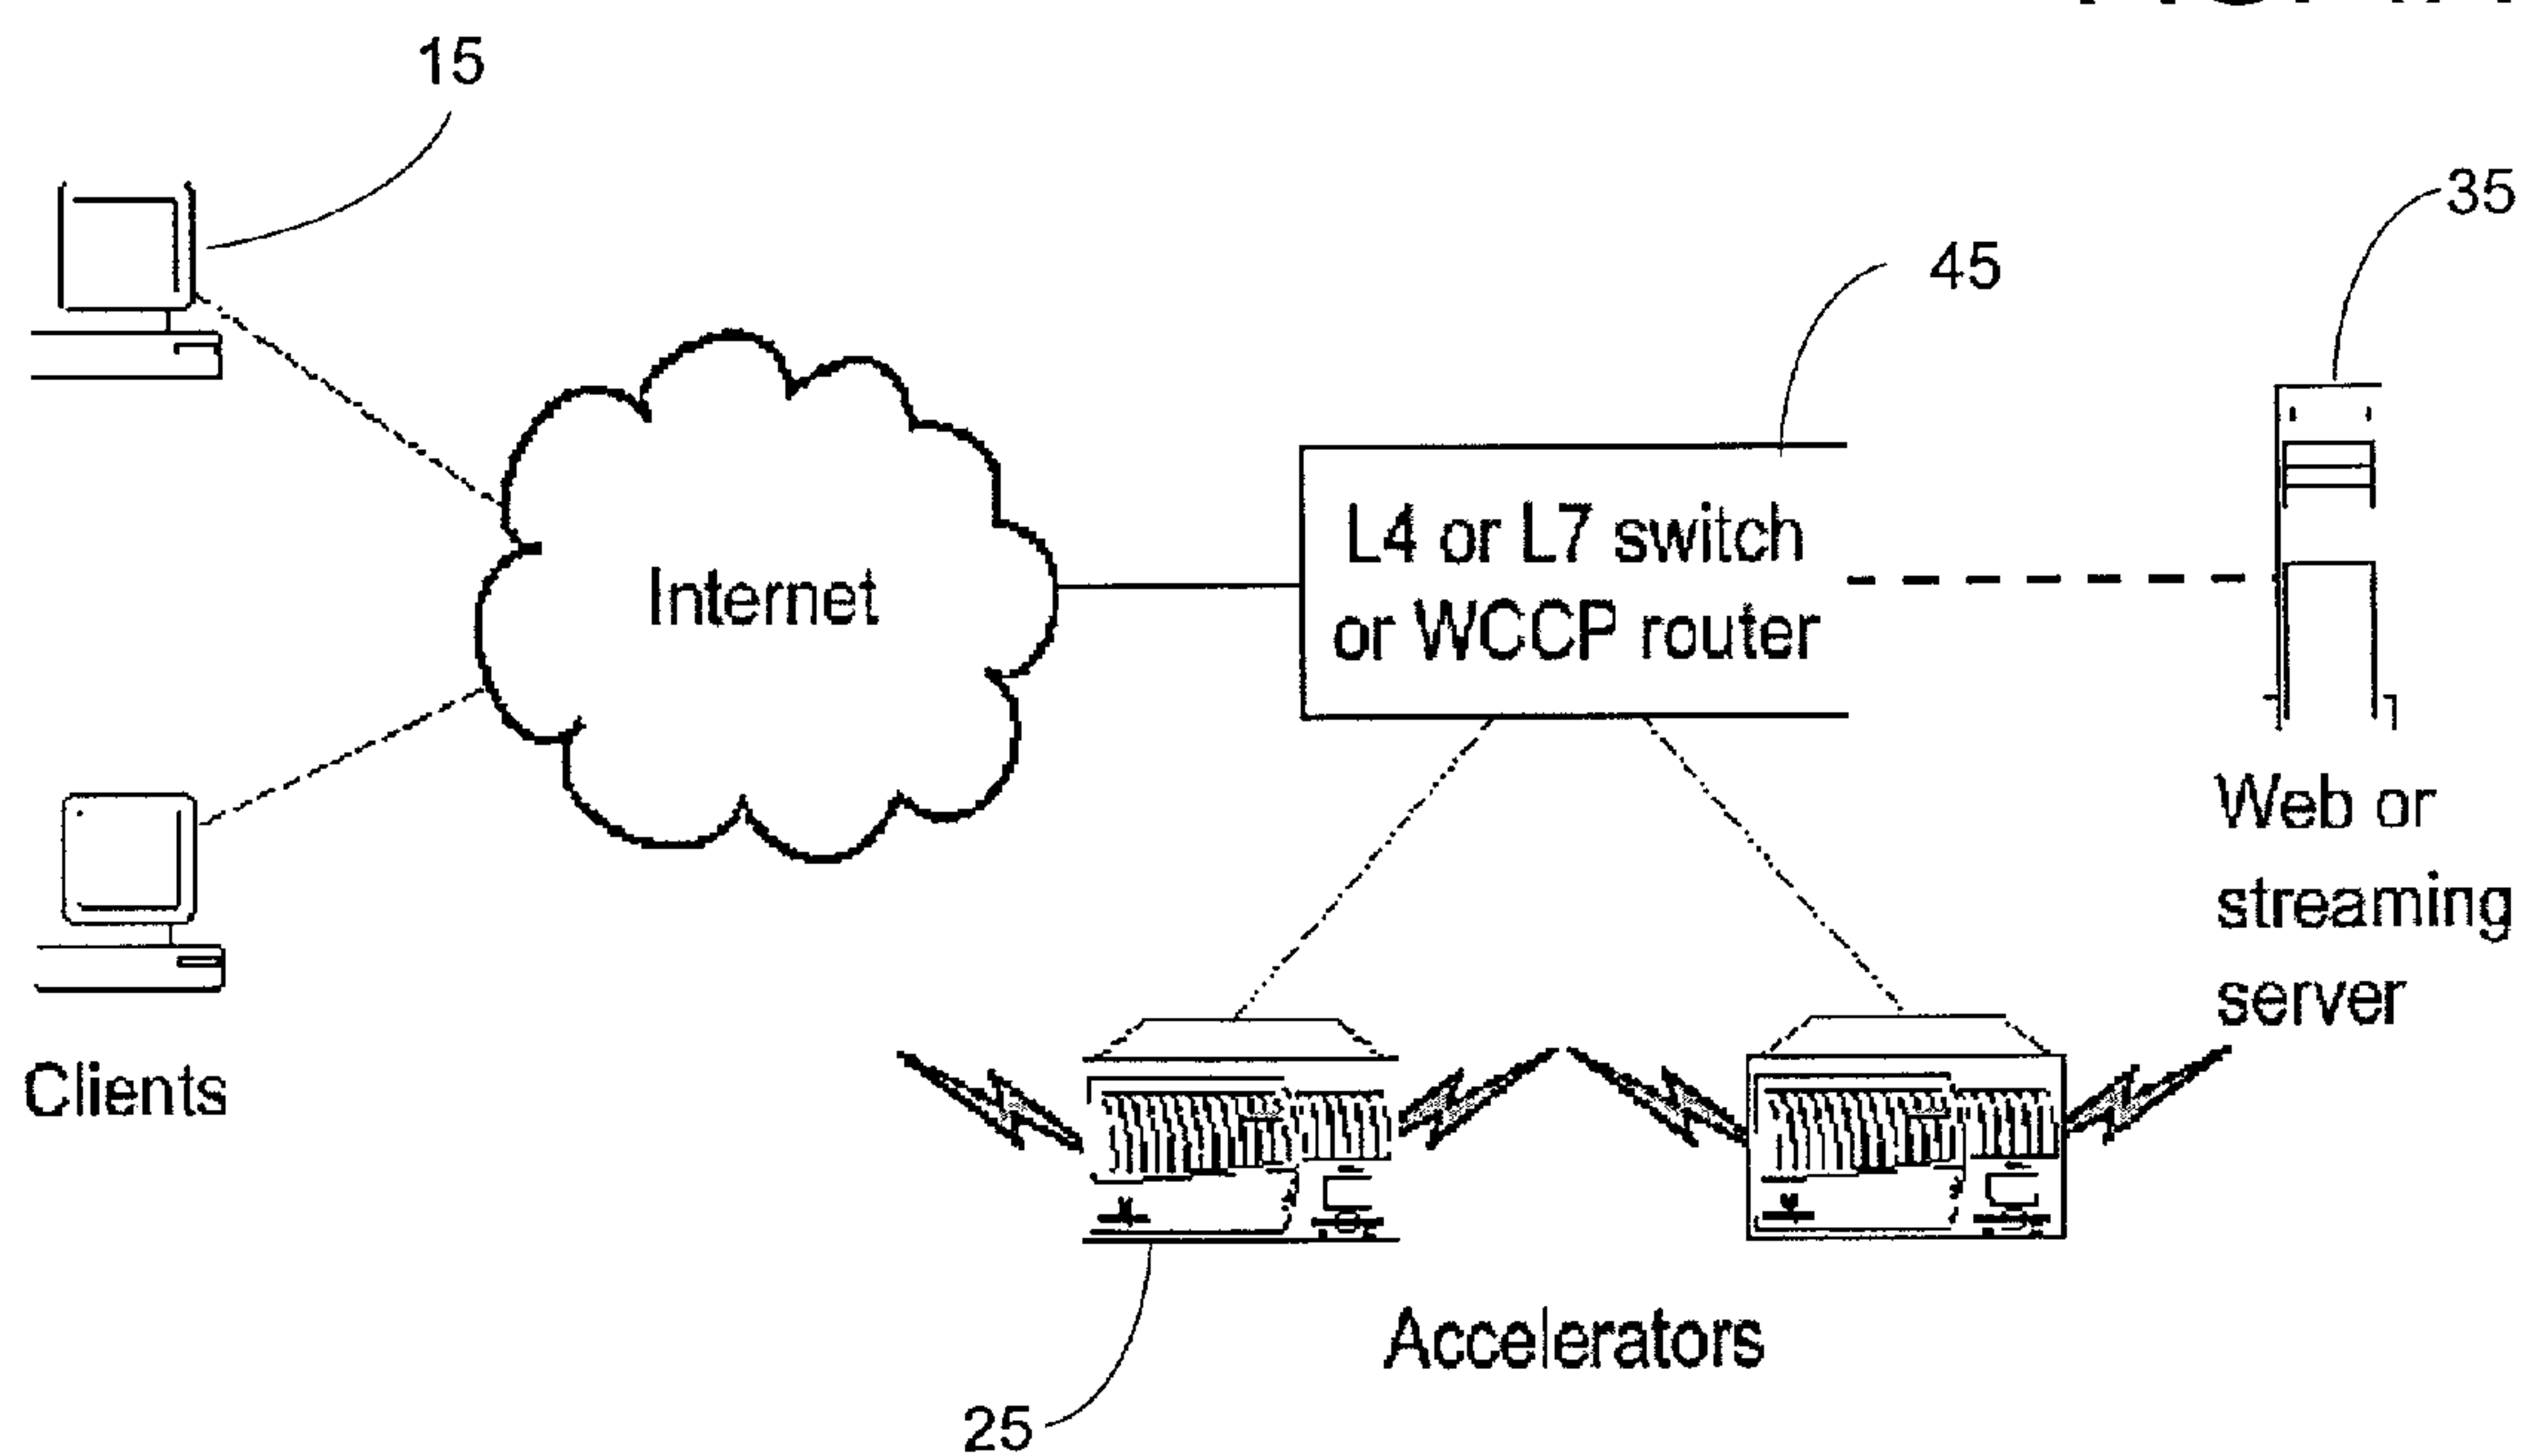 15
35
45
L4 or L7 switch
or WCCP router
Internet
Web or
streaming
server
Clients
Accelerators
25